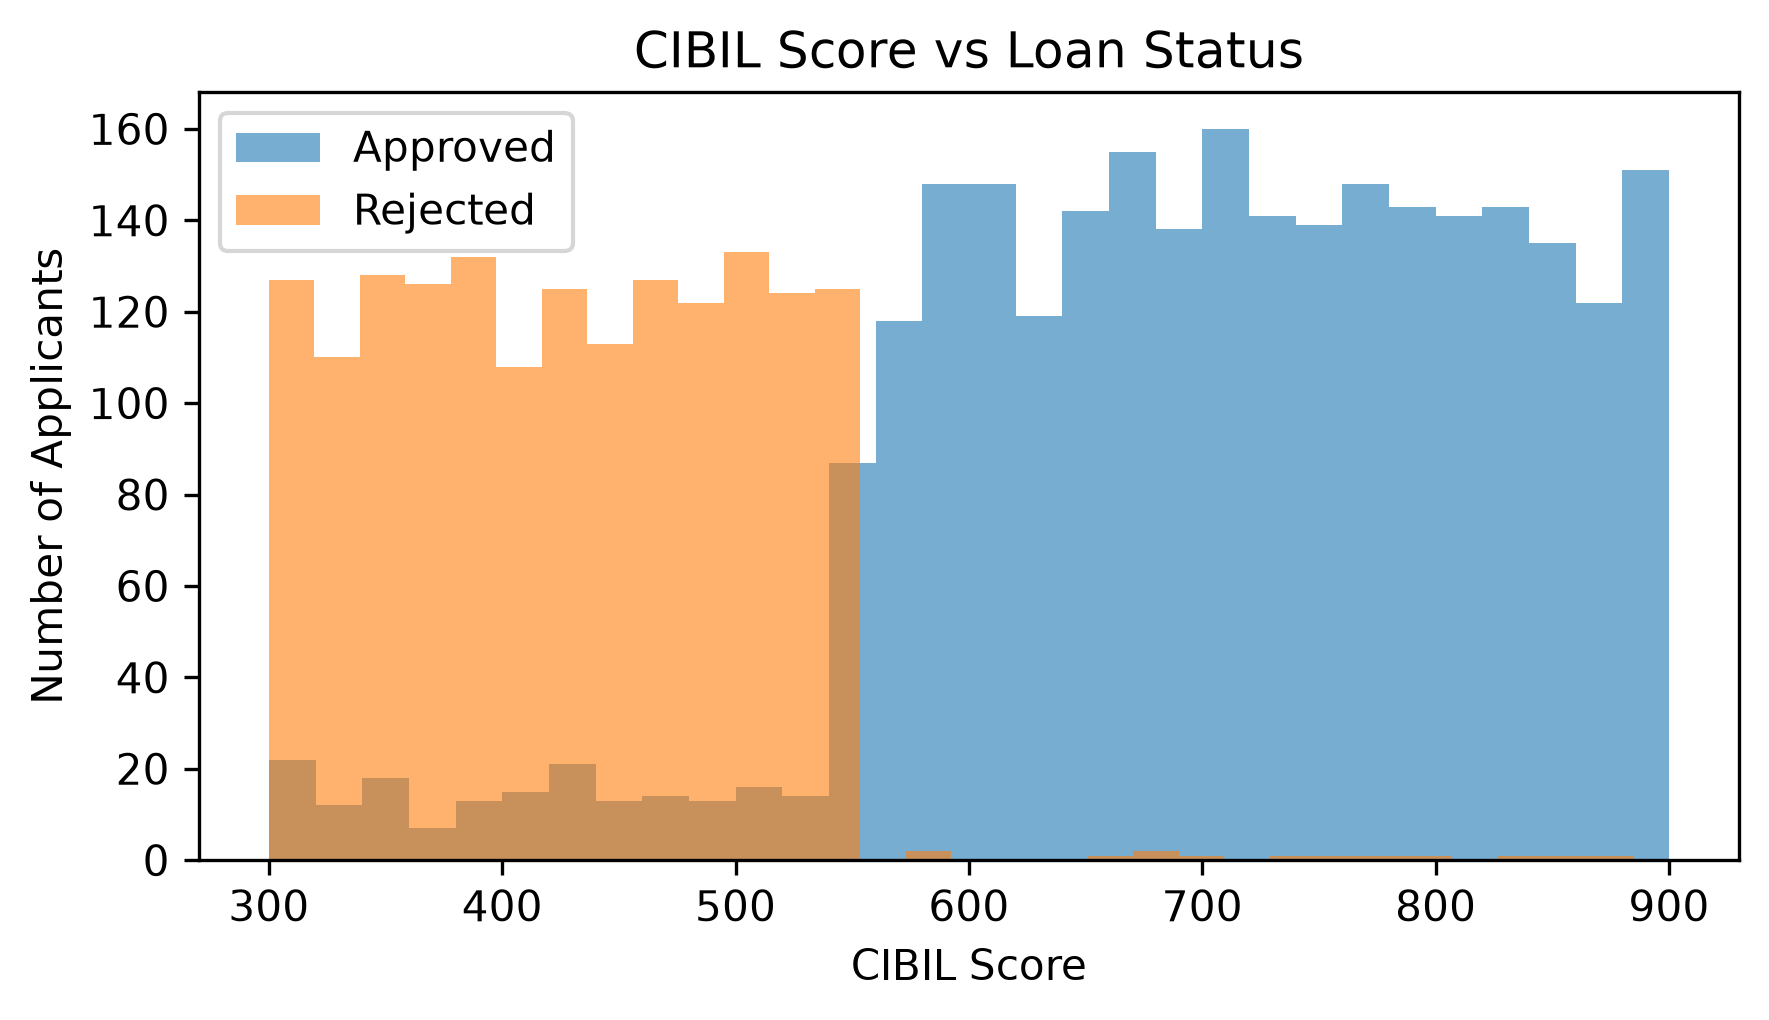 CIBIL Score vs Loan Status
Approved
Rejected
Number of Applicants
160
140
120
100
80
60
40
20
0
300 400 500 600 700 800 900
CIBIL Score